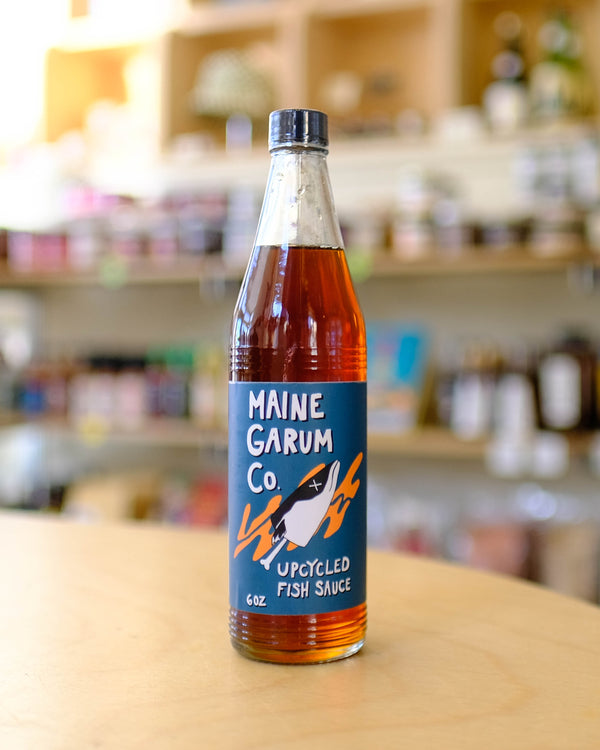 MAINE
GARUM
CO.
UPCYCLED
FISH SAUCE
6OZ